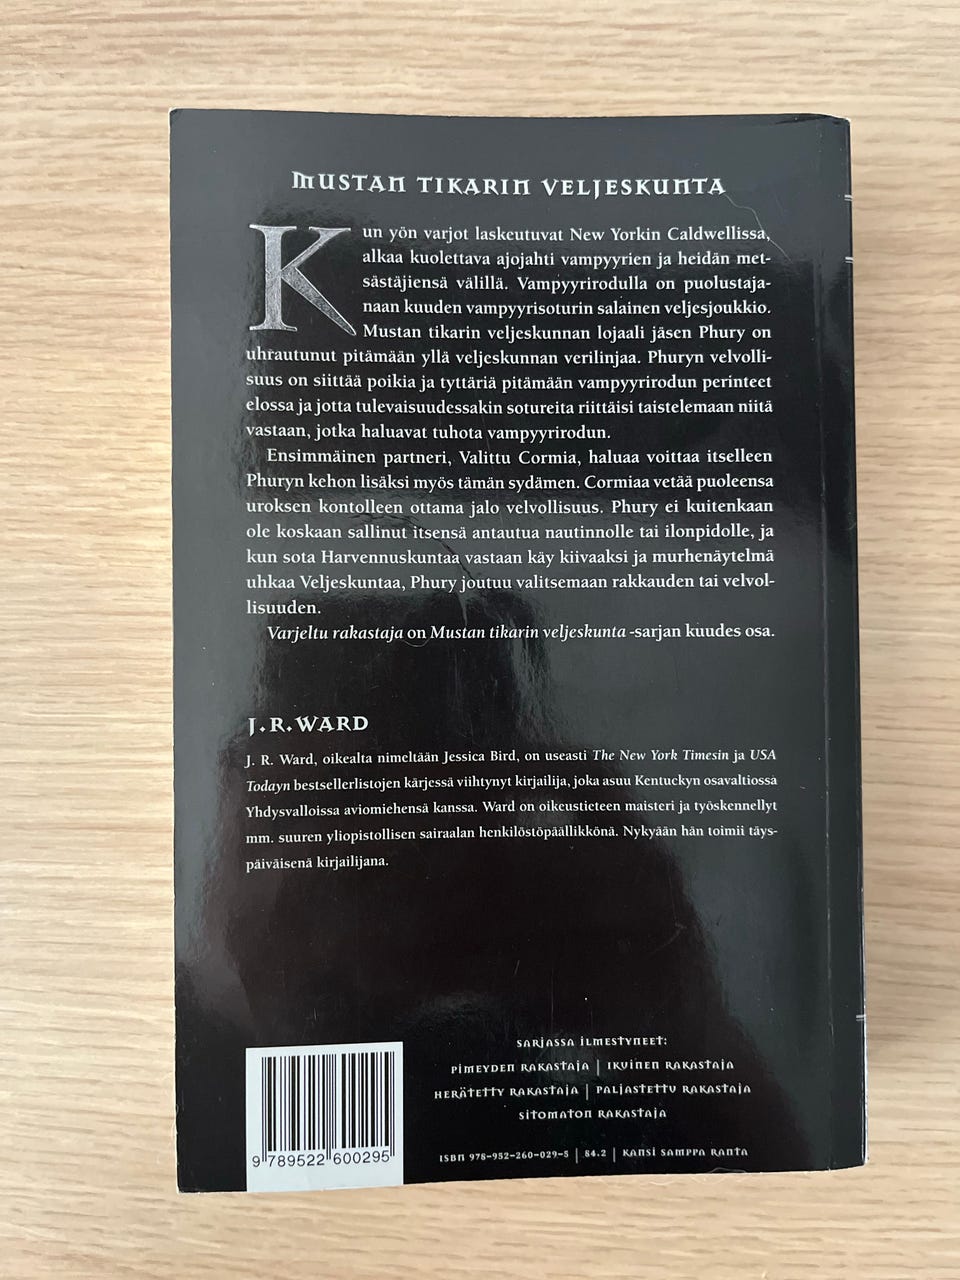 MUSTAN TIKARIN VELJESKUNTA
Kun yön varjot laskeutuvat New Yorkin Caldwellissa,
alkaa kuolettava ajojahti vampyyrien ja heidän met-
sästäjiensä välillä. Vampyyrirodulla on puolustaja-
naan kuuden vampyyrisoturin salainen veljesjoukkio.
Mustan tikarin veljeskunnan lojaali jäsen Phury on
uhrautunut pitämään yllä veljeskunnan verilinjaa. Phuryn velvolli-
suus on siittää poikia ja tyttäriä pitämään vampyyrirodun perinteet
elossa ja jotta tulevaisuudessakin sotureita riittäisi taistelemaan niitä
vastaan, jotka haluavat tuhota vampyyrirodun.
Ensimmäinen partneri, Valittu Cormia, haluaa voittaa itselleen
Phuryn kehon lisäksi myös tämän sydämen. Cormiaa vetää puoleensa
uroksen kontolleen ottama jalo velvollisuus. Phury ei kuitenkaan
ole koskaan sallinut itsensä antautua nautinnolle tai ilonpidolle, ja
kun sota Harvennuskuntaa vastaan käy kiivaaksi ja murhenäytelmä
uhkaa Veljeskuntaa, Phury joutuu valitsemaan rakkauden tai velvol-
lisuuden.
Varjeltu rakastaja on Mustan tikarin veljeskunta -sarjan kuudes osa.
J.R.WARD
J. R. Ward, oikealta nimeltään Jessica Bird, on useasti The New York Timesin ja USA
Todayn bestsellerlistojen kärjessä viihtynyt kirjailija, joka asuu Kentuckyn osavaltiossa
Yhdysvalloissa aviomiehensä kanssa. Ward on oikeustieteen maisteri ja työskennellyt
mm. suuren yliopistollisen sairaalan henkilöstöpäällikkönä. Nykyään hän toimii täys-
päiväisenä kirjailijana.
SARJASSA ILMESTYNEET:
PIMEYDEN RAKASTAJA | IKUINEN RAKASTAJA
HERÄTETTY RAKASTAJA | PALJASTETTU RAKASTAJA
SITOMATON RAKASTAJA
ISBN 978-952-260-029-5 | 84.2 | KANSI SAMPPA RANTA
9 789522 600295